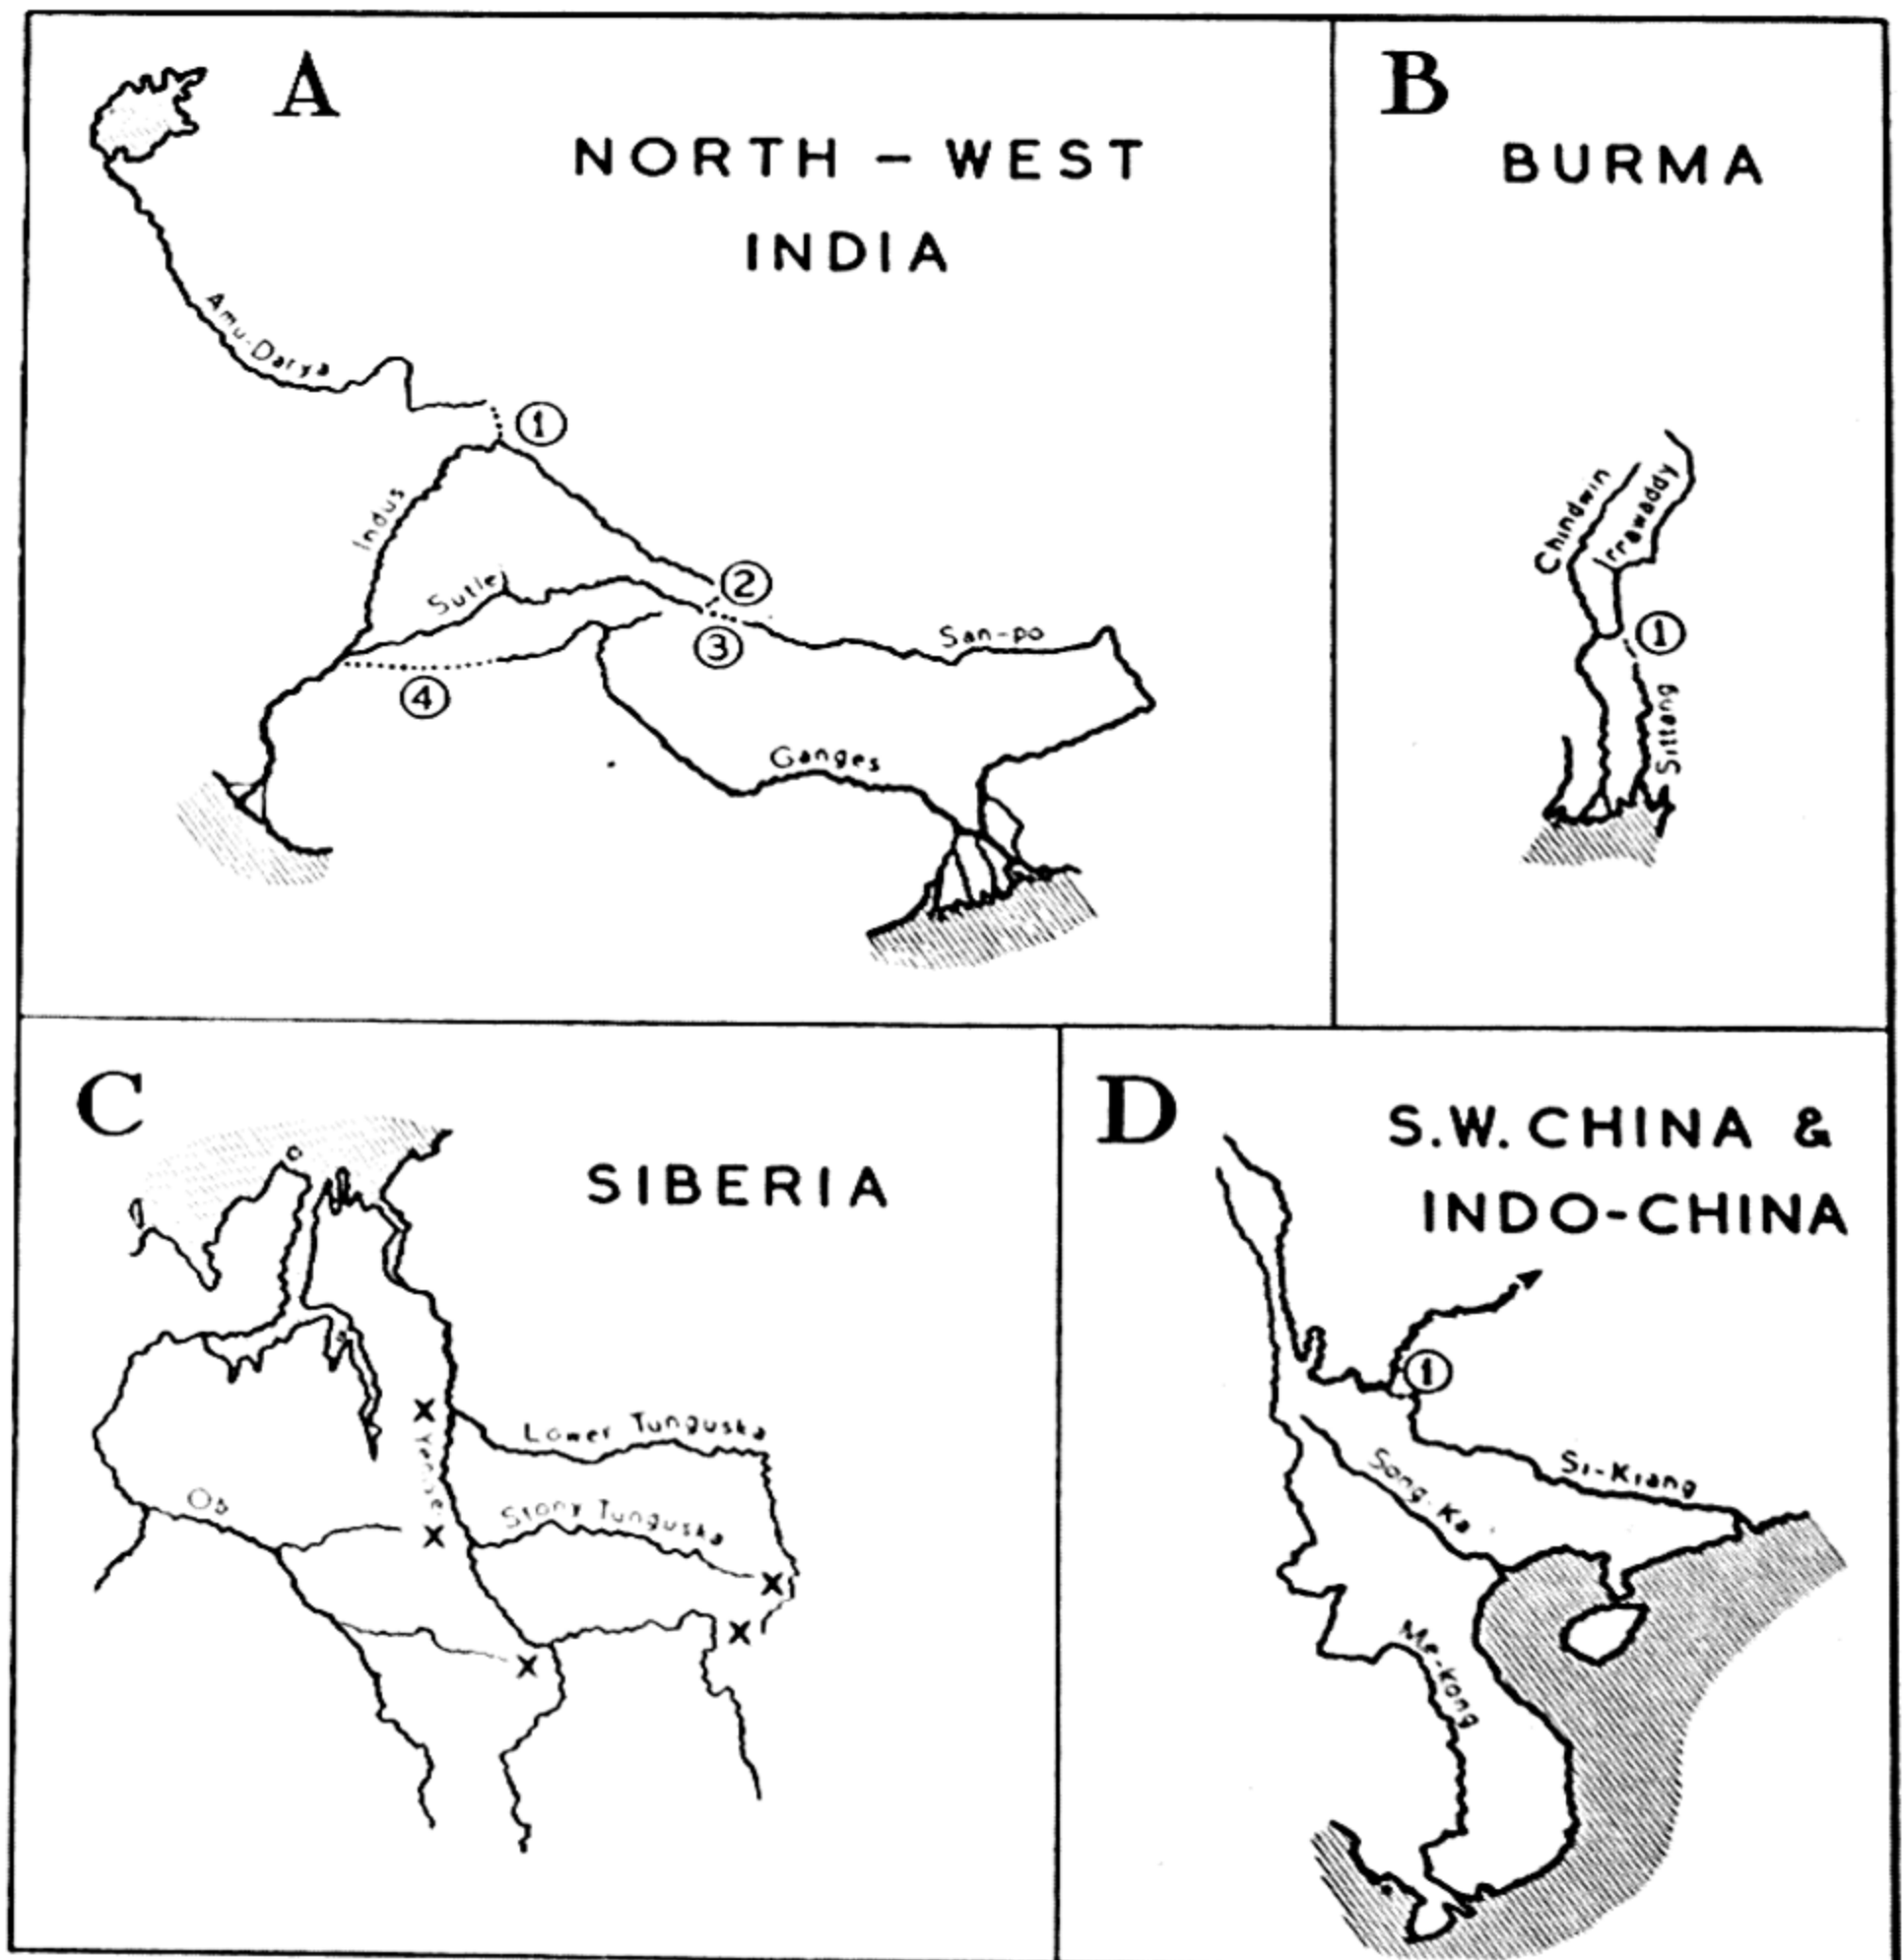 A
NORTH – WEST
INDIA
Amu-Darya
1
Indus
2
Sutlej
San-po
3
4
Ganges
B
BURMA
Chindwin
Irrawaddy
1
Sittang
C
SIBERIA
X
Lower Tunguska
Yenisei
Ob
Stony Tunguska
X
X
X
X
D
S.W. CHINA &
INDO-CHINA
1
Song-Ka
Si-Kiang
Me-kong